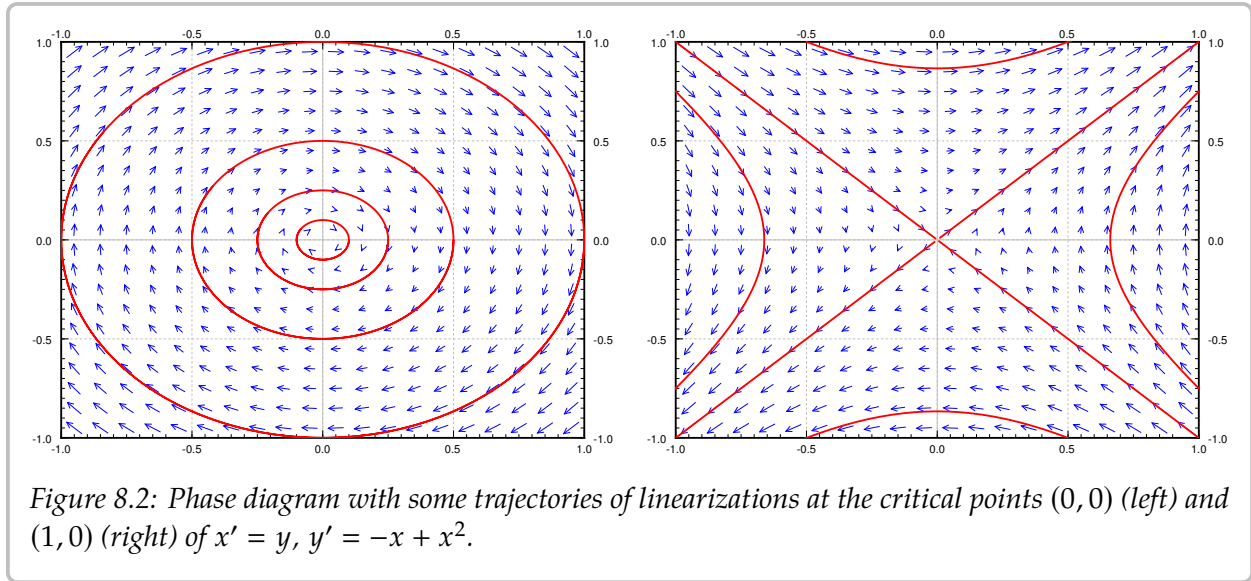 -1.0 -0.5 0.0 0.5 1.0
1.0 1.0
0.5 0.5
0.0 0.0
-0.5 -0.5
-1.0 -1.0
-1.0 -0.5 0.0 0.5 1.0
-1.0 -0.5 0.0 0.5 1.0
1.0 1.0
0.5 0.5
0.0 0.0
-0.5 -0.5
-1.0 -1.0
-1.0 -0.5 0.0 0.5 1.0
Figure 8.2: Phase diagram with some trajectories of linearizations at the critical points (0, 0) (left) and
(1, 0) (right) of x′ = y, y′ = −x + x².